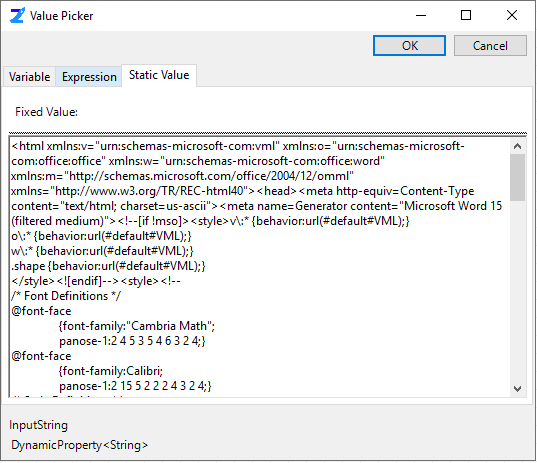 Value Picker
OK
Cancel
Variable
Expression
Static Value
Fixed Value:
<html xmlns:v="urn:schemas-microsoft-com:vml" xmlns:o="urn:schemas-microsoft-
com:office:office" xmlns:w="urn:schemas-microsoft-com:office:word"
xmlns:m="http://schemas.microsoft.com/office/2004/12/omml"
xmlns="http://www.w3.org/TR/REC-html40"><head><meta http-equiv=Content-Type
content="text/html; charset=us-ascii"><meta name=Generator content="Microsoft Word 15
(filtered medium)"><!--[if !mso]><style>v\:* {behavior:url(#default#VML);}
o\:* {behavior:url(#default#VML);}
w\:* {behavior:url(#default#VML);}
.shape {behavior:url(#default#VML);}
</style><![endif]--><style><!--
/* Font Definitions */
@font-face
{font-family:"Cambria Math";
panose-1:2 4 5 3 5 4 6 3 2 4;}
@font-face
{font-family:Calibri;
panose-1:2 15 5 2 2 2 4 3 2 4;}
InputString
DynamicProperty<String>